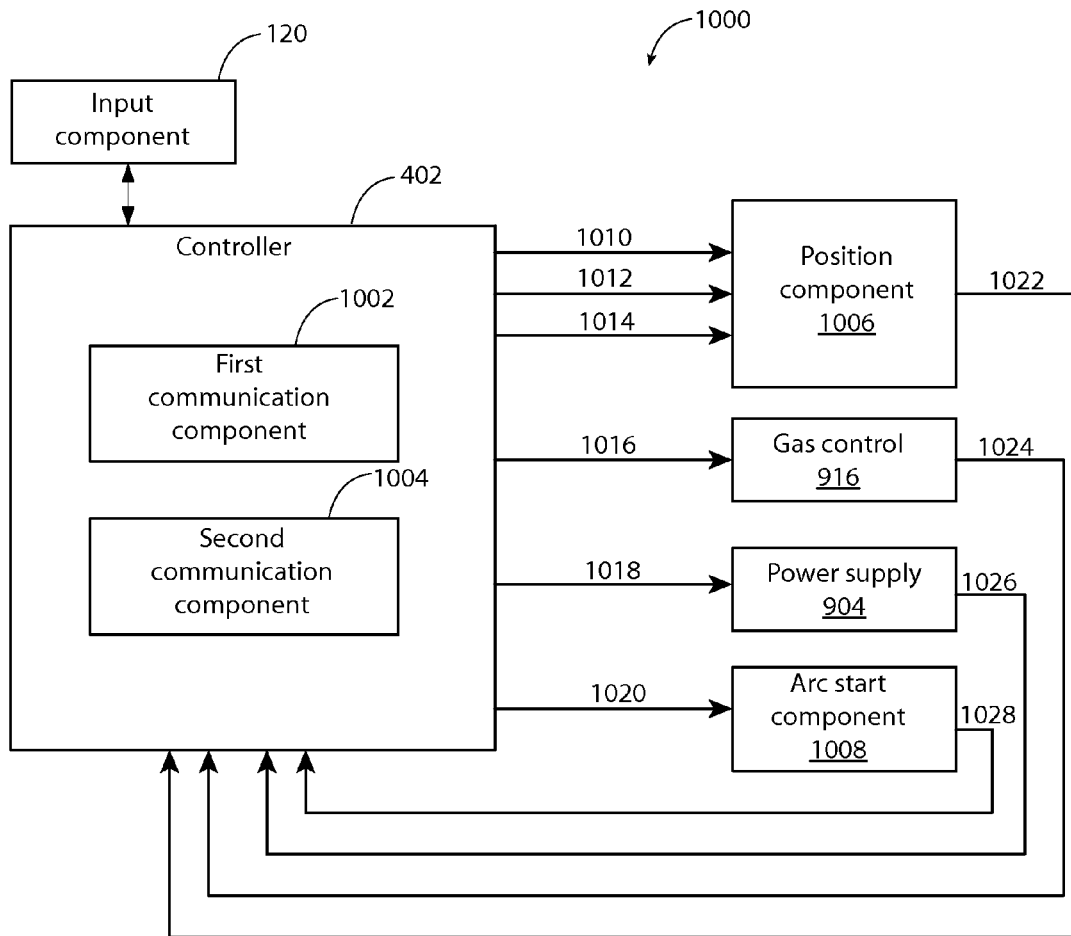 1000
120
Input
component
402
Controller
1002
First
communication
component
1004
Second
communication
component
1010
1012
1014
1016
1018
1020
Position
component
1006
1022
Gas control
916
1024
Power supply
904
1026
Arc start
component
1008
1028